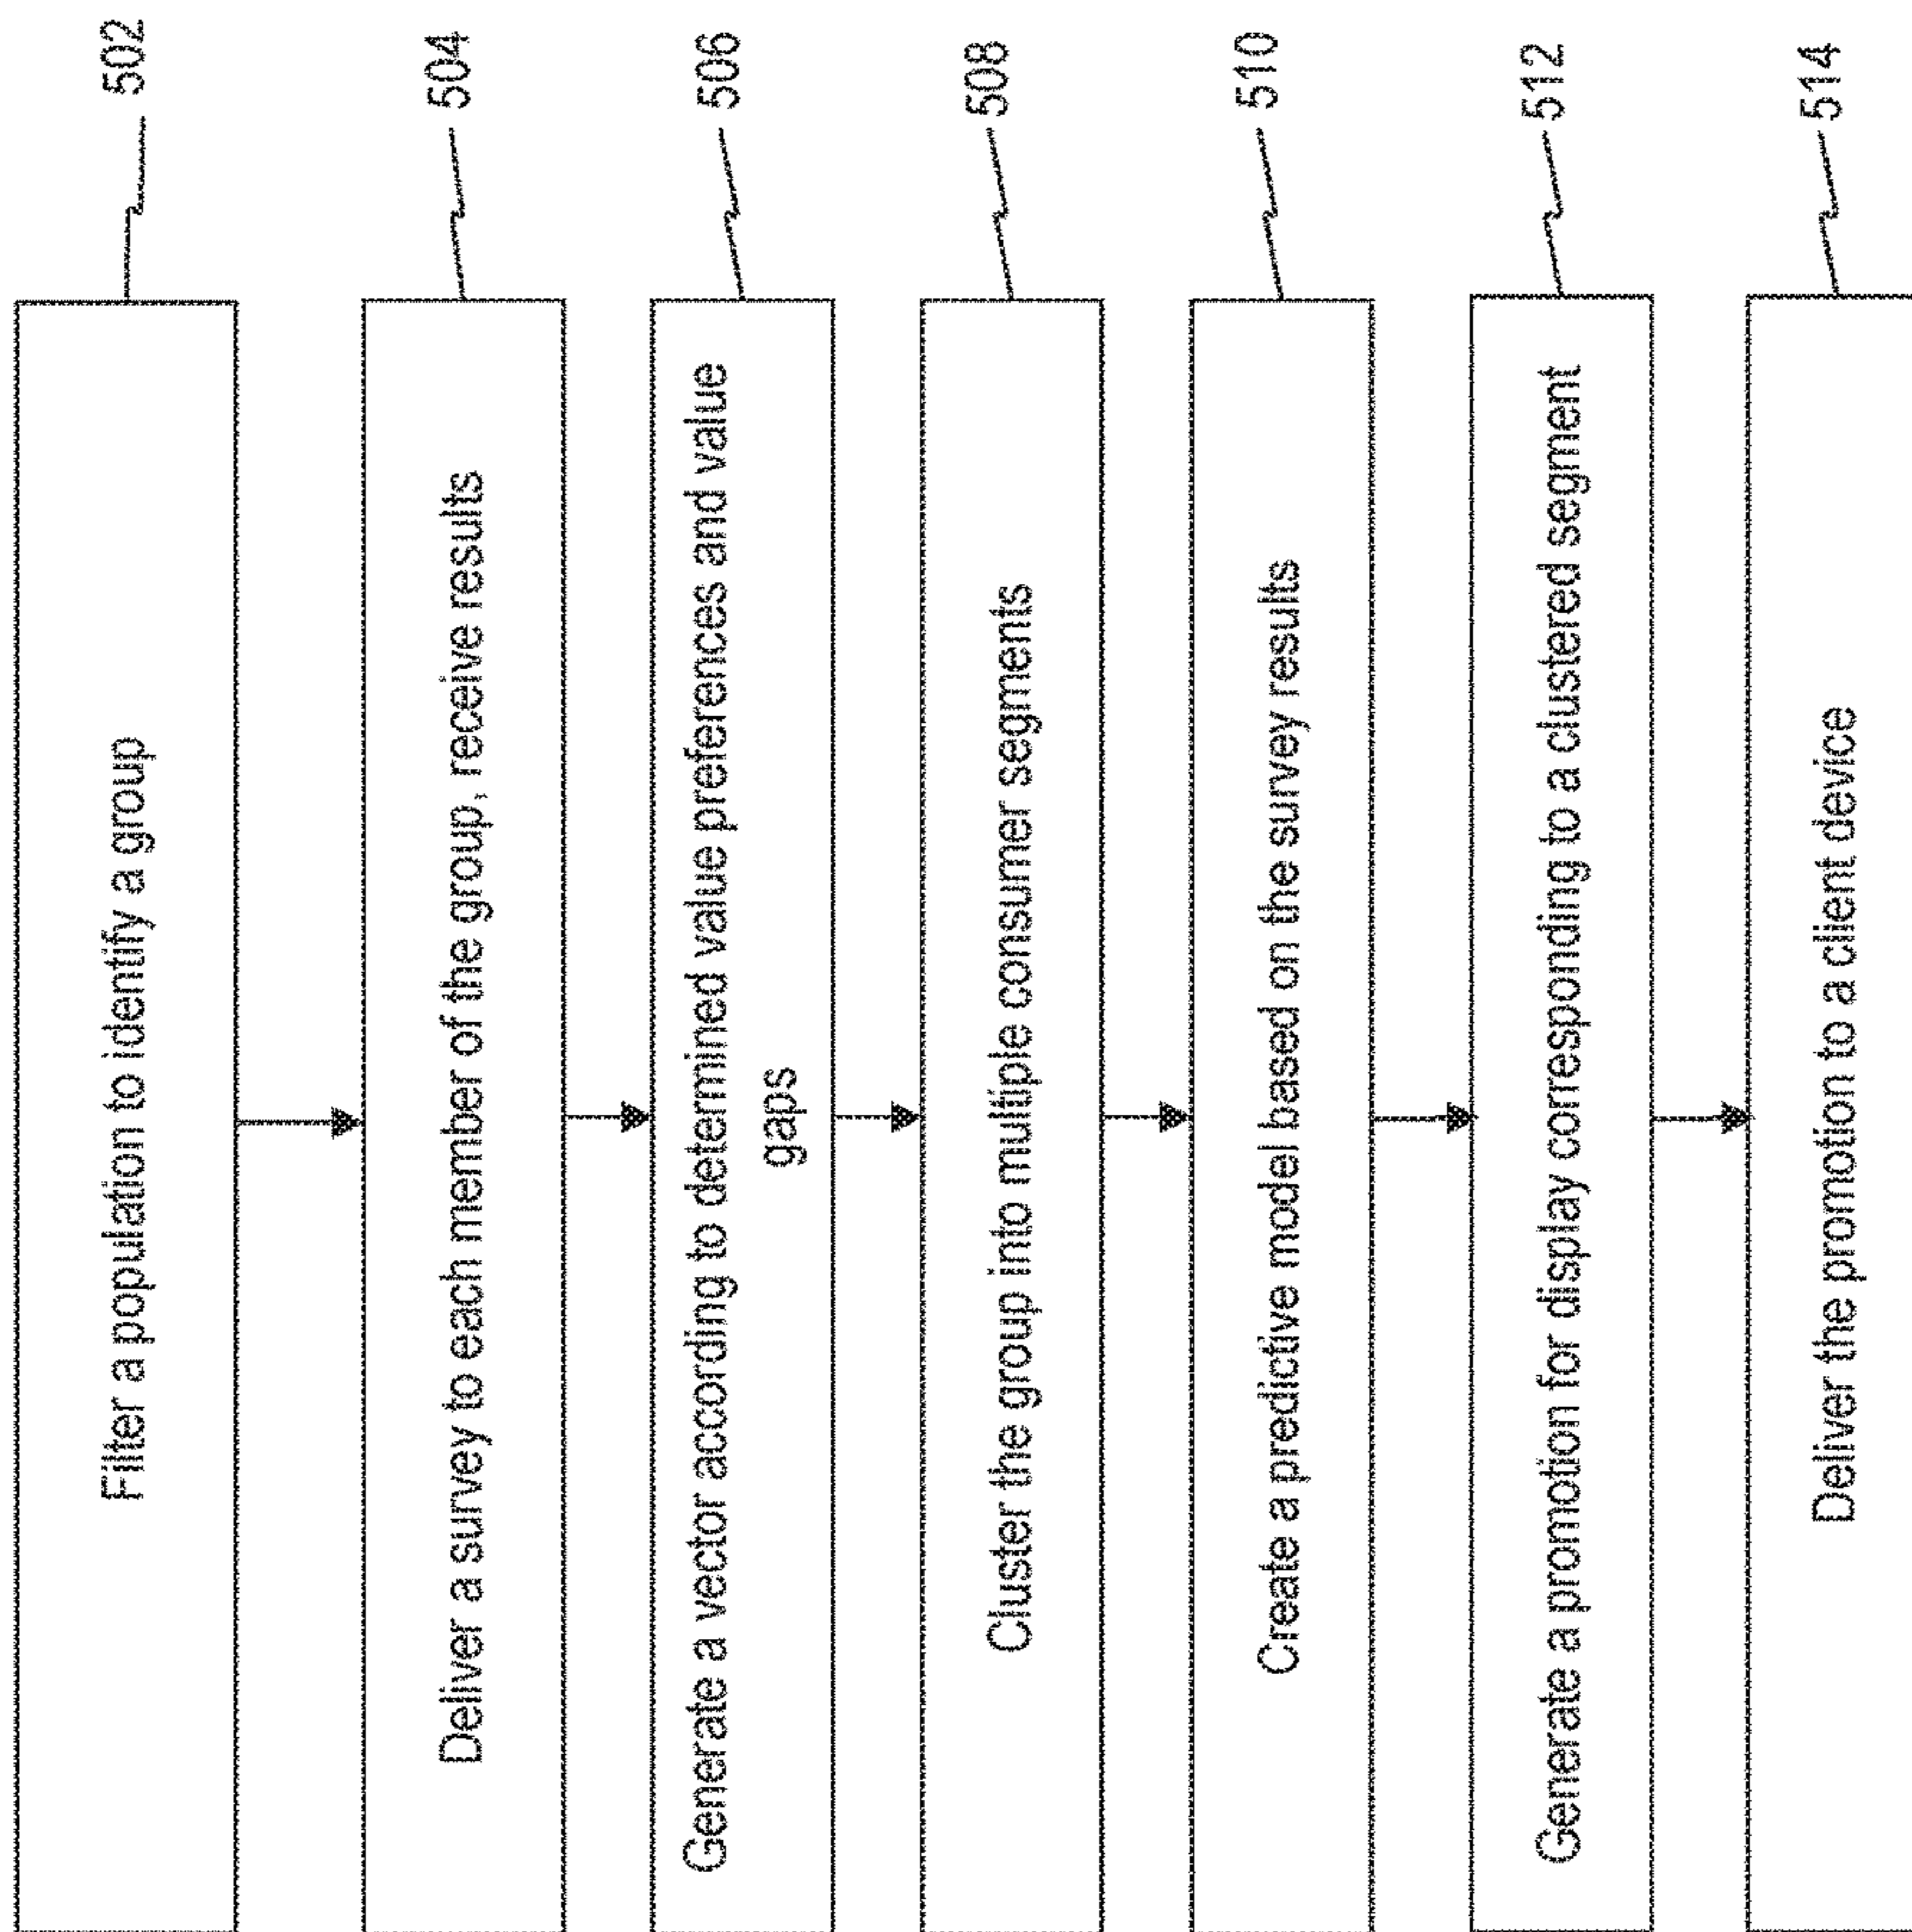 Filter a population to identify a group
502
Deliver a survey to each member of the group, receive results
504
Generate a vector according to determined value preferences and value
gaps
506
Cluster the group into multiple consumer segments
508
Create a predictive model based on the survey results
510
Generate a promotion for display corresponding to a clustered segment
512
Deliver the promotion to a client device
514